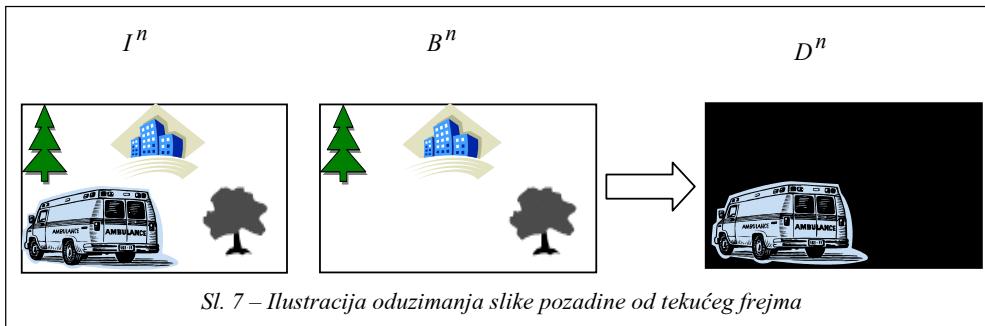 I^n B^n D^n
AMBULANCE AMBULANCE AMBULANCE AMBULANCE
Sl. 7 – Ilustracija oduzimanja slike pozadine od tekućeg frejma